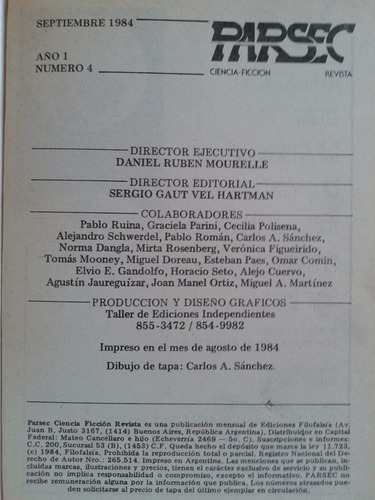 SEPTIEMBRE 1984
PARSEC
AÑO 1
NUMERO 4
CIENCIA-FICCION REVISTA
DIRECTOR EJECUTIVO
DANIEL RUBEN MOURELLE
DIRECTOR EDITORIAL
SERGIO GAUT VEL HARTMAN
COLABORADORES
Pablo Ruina, Graciela Parini, Cecilia Polisena,
Alejandro Schwerdel, Pablo Román, Carlos A. Sánchez,
Norma Dangla, Mirta Rosenberg, Verónica Figueirido,
Tomás Mooney, Miguel Doreau, Esteban Paes, Omar Comin,
Elvio E. Gandolfo, Horacio Seto, Alejo Cuervo,
Agustín Jaureguízar, Joan Manel Ortiz, Miguel A. Martínez
PRODUCCION Y DISEÑO GRAFICOS
Taller de Ediciones Independientes
855-3472 / 854-9982
Impreso en el mes de agosto de 1984
Dibujo de tapa: Carlos A. Sánchez
Parsec Ciencia Ficción Revista es una publicación mensual de Ediciones Filofalsía (Av.
Juan B. Justo 3167, (1414) Buenos Aires, República Argentina). Distribuidor en Capital
Federal: Mateo Cancellaro e hijo (Echeverría 2469 — 5o. C). Suscripciones e informes:
C.C. 200, Sucursal 53 (B), (1453) C.F. Queda hecho el depósito que marca la ley 11.723,
(c) 1984, Filofalsía. Prohibida la reproducción total o parcial. Registro Nacional del De-
recho de Autor Nro.: 265.514. Impreso en Argentina. Las menciones que se publican, in-
cluidas marcas, ilustraciones y precios, tienen el carácter exclusivo de servicio y su publi-
cación no implica responsabilidad o compromiso, excepto al informativo. PARSEC no
recibe remuneración alguna por la información que publica. Los números atrasados pue-
den solicitarse al precio de tapa del último ejemplar en circulación.